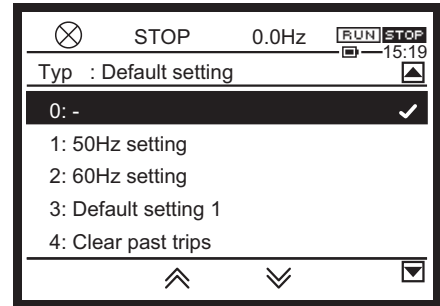 STOP 0.0Hz RUN STOP
15:19
Typ : Default setting
0: -
1: 50Hz setting
2: 60Hz setting
3: Default setting 1
4: Clear past trips